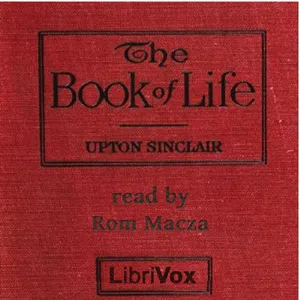 The
Book of Life
UPTON SINCLAIR
read by
Rom Macza
LibriVox